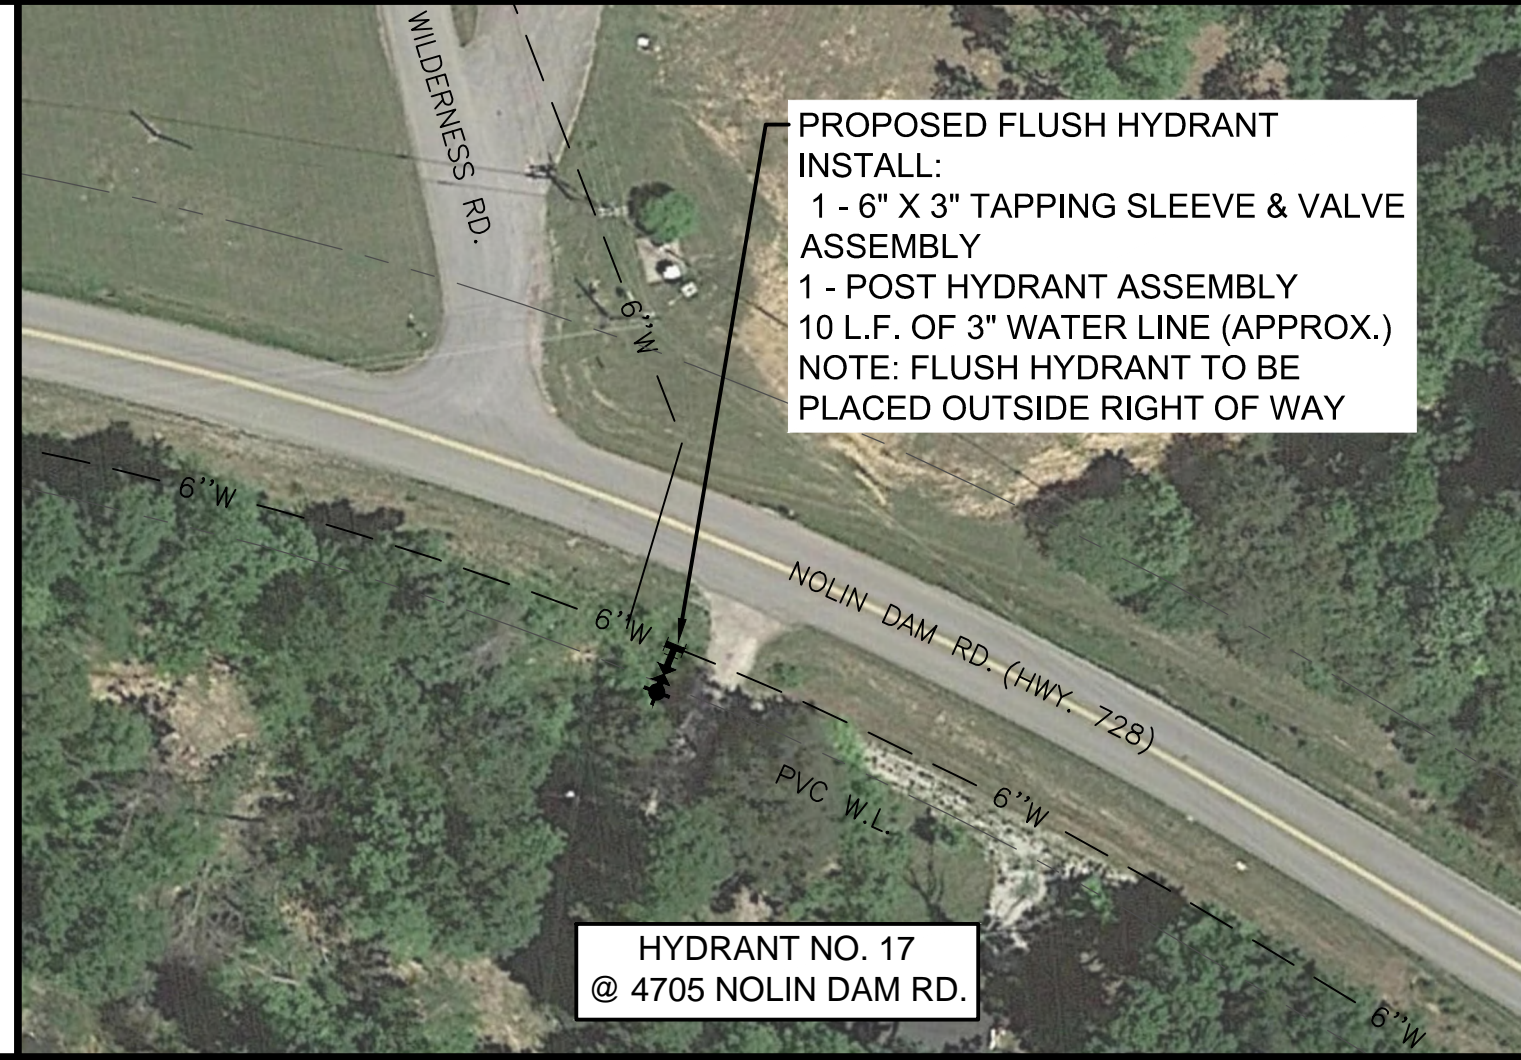 WILDERNESS RD.
PROPOSED FLUSH HYDRANT
INSTALL:
1 - 6" X 3" TAPPING SLEEVE & VALVE
ASSEMBLY
1 - POST HYDRANT ASSEMBLY
10 L.F. OF 3" WATER LINE (APPROX.)
NOTE: FLUSH HYDRANT TO BE
PLACED OUTSIDE RIGHT OF WAY
6''W
6''W
6''W
NOLIN DAM RD. (HWY. 728)
PVC W.L.
6''W
6''W
HYDRANT NO. 17
@ 4705 NOLIN DAM RD.